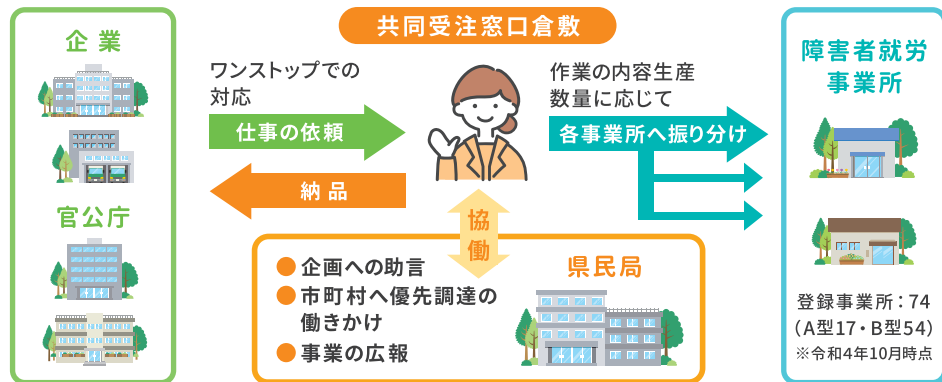 共同受注窓口倉敷
企業
官公庁
ワンストップでの
対応
仕事の依頼
納品
作業の内容生産
数量に応じて
各事業所へ振り分け
協働
企画への助言
市町村へ優先調達の
働きかけ
事業の広報
県民局
障害者就労
事業所
登録事業所：74
（A型17・B型54）
※令和4年10月時点